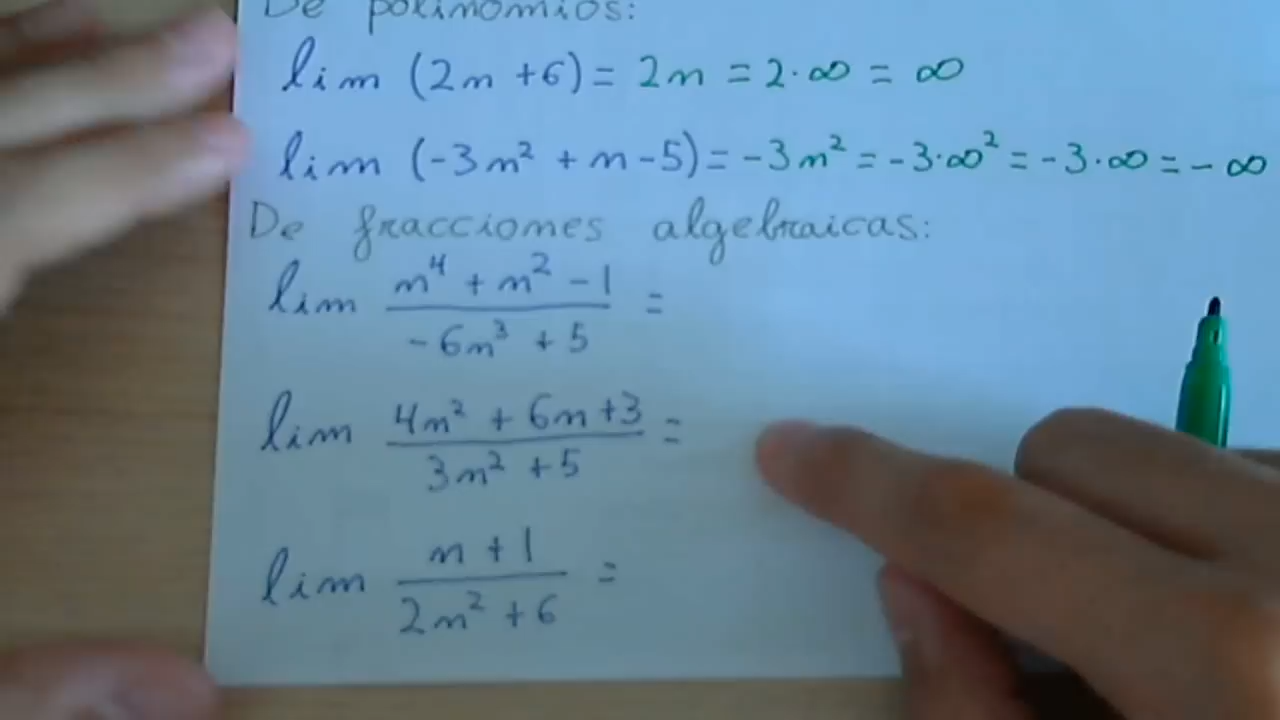 De polinomios:
lim (2n + 6) = 2n = 2·∞ = ∞
lim (-3n² + n - 5) = -3n² = -3·∞² = -3·∞ = -∞
De fracciones algebraicas:
lim (n⁴ + n² - 1)/(-6n³ + 5) =
lim (4n² + 6n + 3)/(3n² + 5) =
lim (n + 1)/(2n² + 6) =